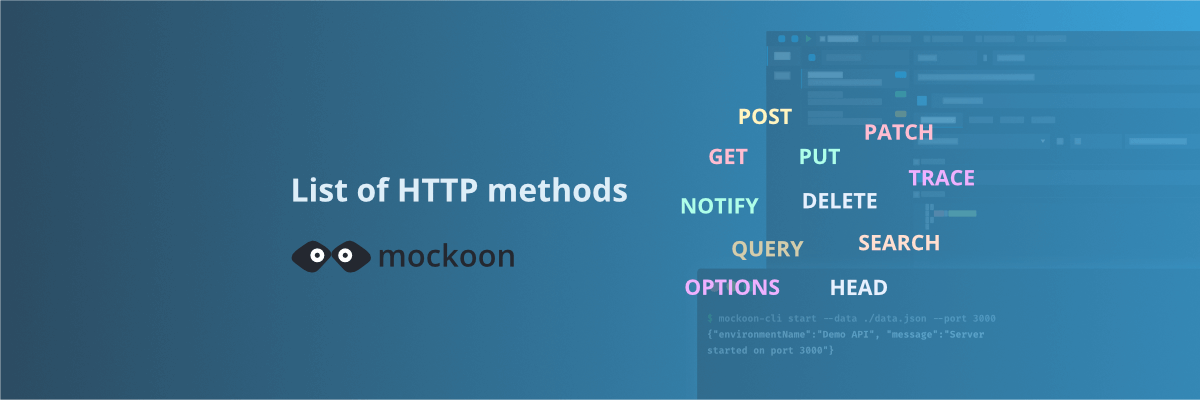 List of HTTP methods
mockoon
POST
PATCH
GET
PUT
TRACE
NOTIFY
DELETE
QUERY
SEARCH
OPTIONS
HEAD
$ mockoon-cli start --data ./data.json --port 3000
{"environmentName":"Demo API", "message":"Server
started on port 3000"}